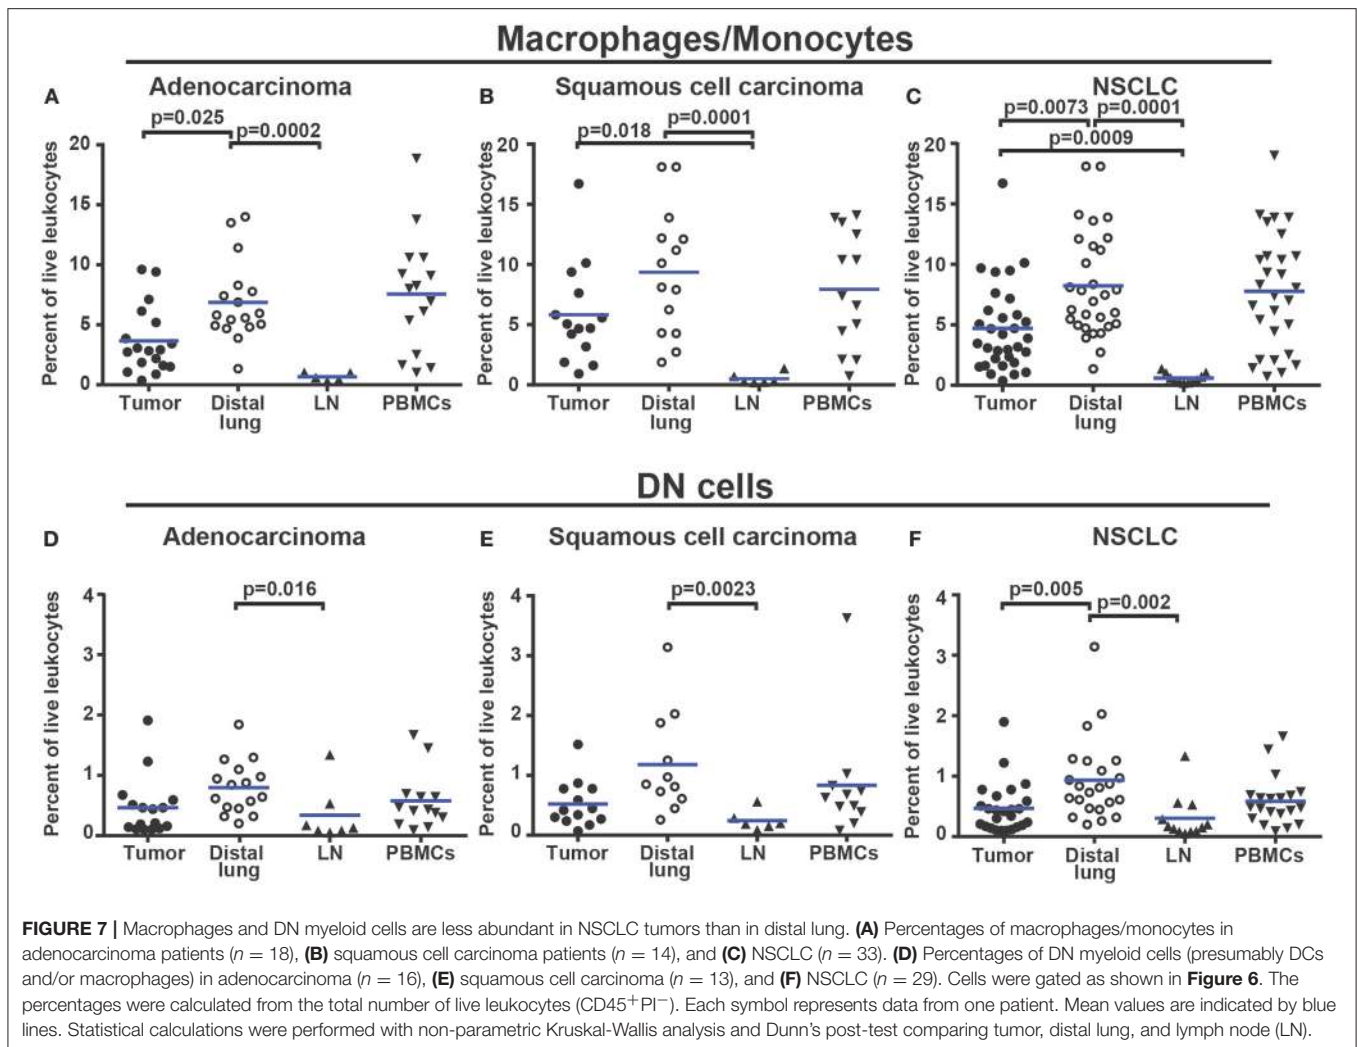 Macrophages/Monocytes
A
Adenocarcinoma
p=0.025
p=0.0002
Percent of live leukocytes
20
15
10
5
0
Tumor
Distal lung
LN
PBMCs
B
Squamous cell carcinoma
p=0.0001
p=0.018
Percent of live leukocytes
20
15
10
5
0
Tumor
Distal lung
LN
PBMCs
C
NSCLC
p=0.0073
p=0.0001
p=0.0009
Percent of live leukocytes
20
15
10
5
0
Tumor
Distal lung
LN
PBMCs
DN cells
D
Adenocarcinoma
p=0.016
Percent of live leukocytes
4
3
2
1
0
Tumor
Distal lung
LN
PBMCs
E
Squamous cell carcinoma
p=0.0023
Percent of live leukocytes
4
3
2
1
0
Tumor
Distal lung
LN
PBMCs
F
NSCLC
p=0.005
p=0.002
Percent of live leukocytes
4
3
2
1
0
Tumor
Distal lung
LN
PBMCs
FIGURE 7 | Macrophages and DN myeloid cells are less abundant in NSCLC tumors than in distal lung. (A) Percentages of macrophages/monocytes in
adenocarcinoma patients (n = 18), (B) squamous cell carcinoma patients (n = 14), and (C) NSCLC (n = 33). (D) Percentages of DN myeloid cells (presumably DCs
and/or macrophages) in adenocarcinoma (n = 16), (E) squamous cell carcinoma (n = 13), and (F) NSCLC (n = 29). Cells were gated as shown in Figure 6. The
percentages were calculated from the total number of live leukocytes (CD45⁺PI⁻). Each symbol represents data from one patient. Mean values are indicated by blue
lines. Statistical calculations were performed with non-parametric Kruskal-Wallis analysis and Dunn's post-test comparing tumor, distal lung, and lymph node (LN).